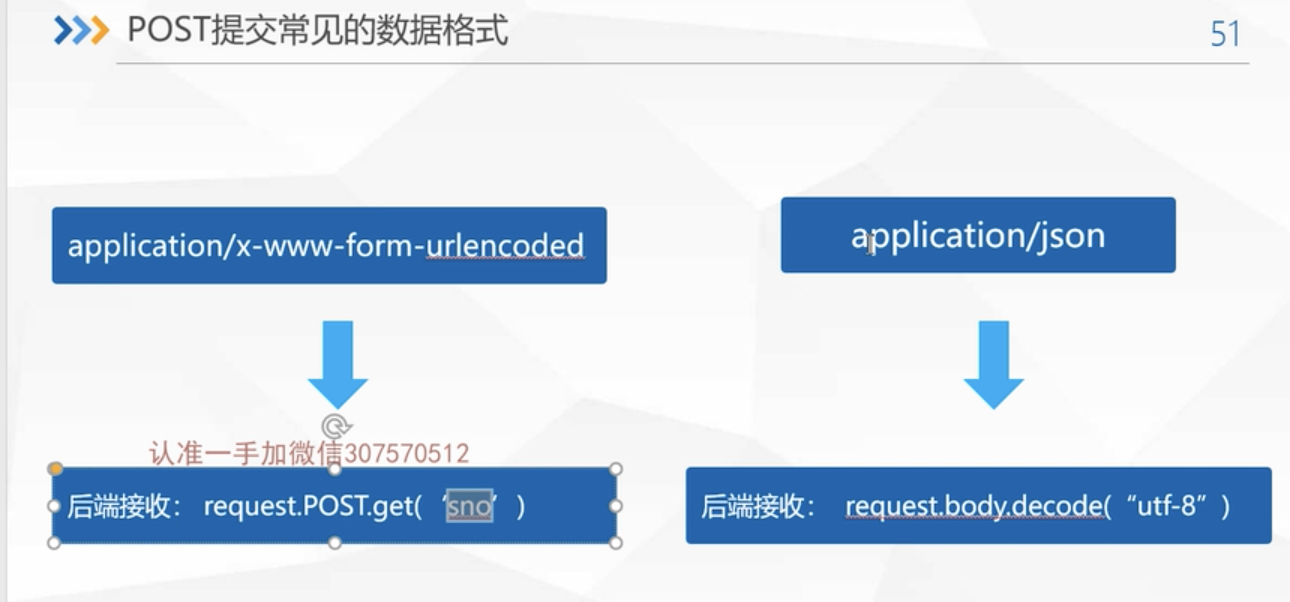 POST提交常见的数据格式
51
application/x-www-form-urlencoded
application/json
认准一手加微信307570512
后端接收： request.POST.get( ‘sno’ )
后端接收： request.body.decode( “utf-8” )